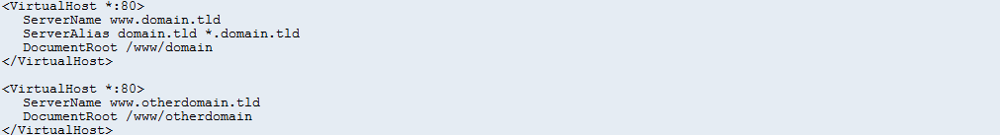 <VirtualHost *:80>
ServerName www.domain.tld
ServerAlias domain.tld *.domain.tld
DocumentRoot /www/domain
</VirtualHost>
<VirtualHost *:80>
ServerName www.otherdomain.tld
DocumentRoot /www/otherdomain
</VirtualHost>